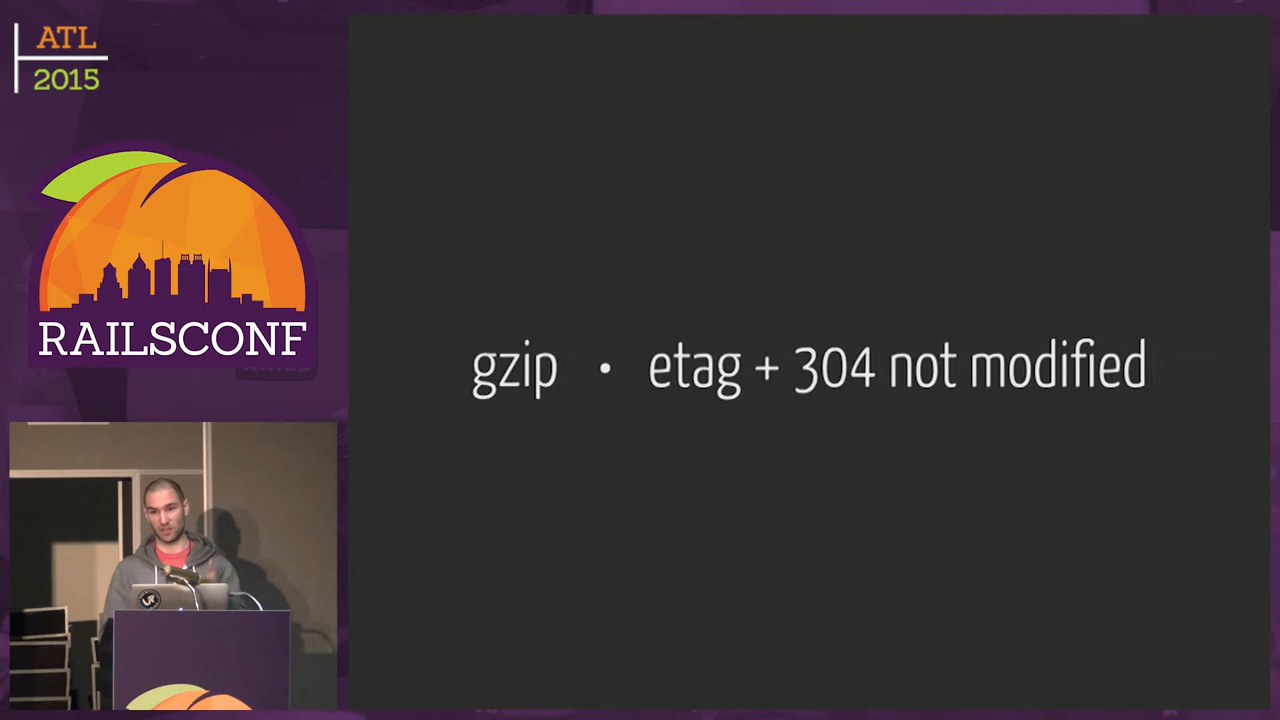 ATL
2015
RAILSCONF
gzip • etag + 304 not modified